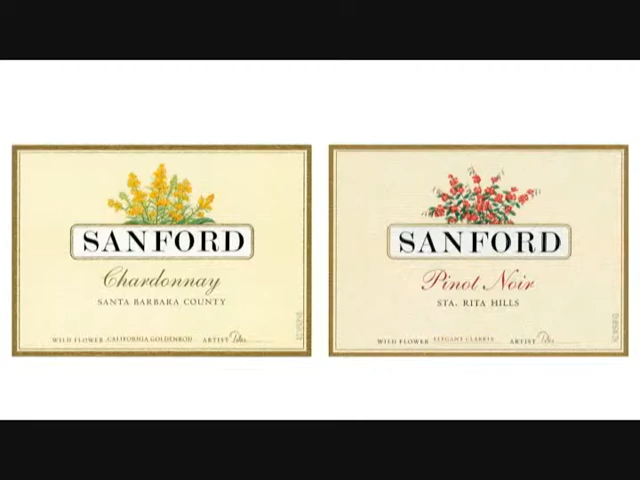 SANFORD
Chardonnay
SANTA BARBARA COUNTY
WILD FLOWER CALIFORNIA GOLDENROD ARTIST
SANFORD
Pinot Noir
STA. RITA HILLS
WILD FLOWER ELEGANT CLARKIA ARTIST